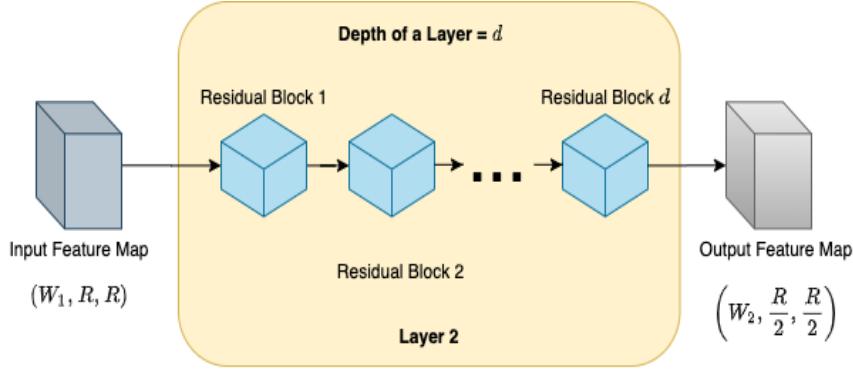 Depth of a Layer = d
Residual Block 1
Residual Block d
...
Input Feature Map
Output Feature Map
Residual Block 2
(W₁, R, R)
(W₂, R/2, R/2)
Layer 2